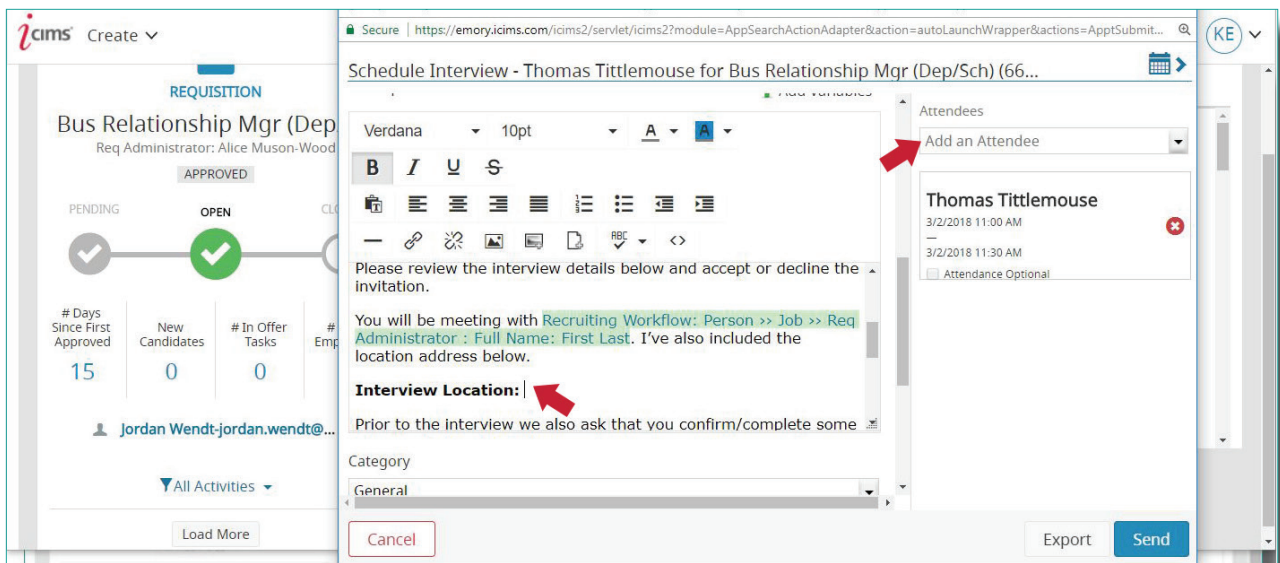 icims Create
KE
REQUISITION
Bus Relationship Mgr (Dep
Req Administrator: Alice Muson-Wood
APPROVED
PENDING
OPEN
CLO
# Days Since First Approved
15
New Candidates
0
# In Offer Tasks
0
#
Emp
Jordan Wendt-jordan.wendt@...
All Activities
Load More
Secure | https://emory.icims.com/icims2/servlet/icims2?module=AppSearchActionAdapter&action=autoLaunchWrapper&actions=ApptSubmit...
Schedule Interview - Thomas Tittlemouse for Bus Relationship Mgr (Dep/Sch) (66...
Add Variables
Verdana 10pt A A
B I U S
ABC
Please review the interview details below and accept or decline the
invitation.
You will be meeting with Recruiting Workflow: Person >> Job >> Req
Administrator : Full Name: First Last. I've also included the
location address below.
Interview Location:
Prior to the interview we also ask that you confirm/complete some
Category
General
Attendees
Add an Attendee
Thomas Tittlemouse
3/2/2018 11:00 AM
—
3/2/2018 11:30 AM
Attendance Optional
Cancel
Export
Send